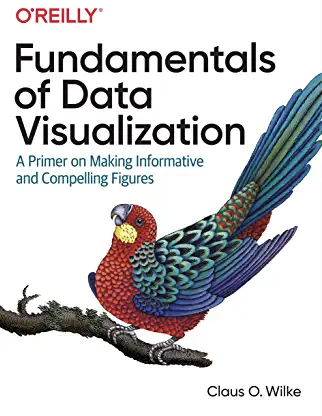 O'REILLY®
Fundamentals
of Data
Visualization
A Primer on Making Informative
and Compelling Figures
Claus O. Wilke